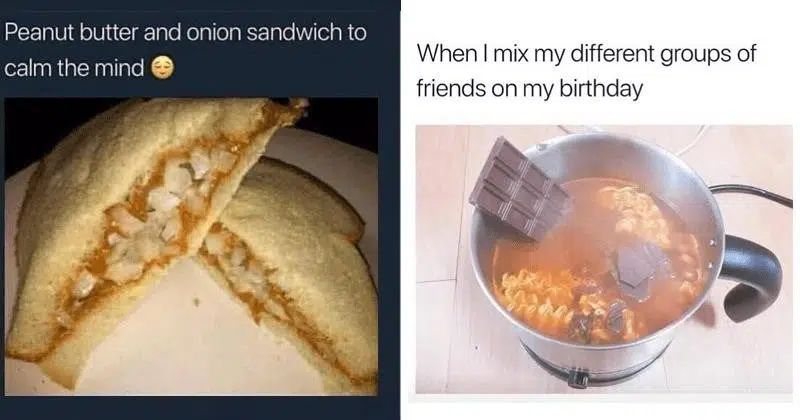 Peanut butter and onion sandwich to
calm the mind 😌
When I mix my different groups of
friends on my birthday